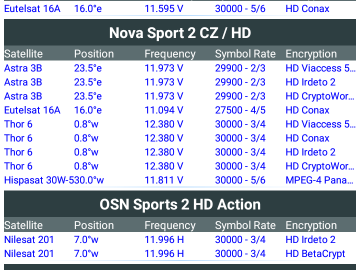 Eutelsat 16A 16.0°e 11.595 V 30000 - 5/6 HD Conax
Nova Sport 2 CZ / HD
Satellite Position Frequency Symbol Rate Encryption
Astra 3B 23.5°e 11.973 V 29900 - 2/3 HD Viaccess 5...
Astra 3B 23.5°e 11.973 V 29900 - 2/3 HD Irdeto 2
Astra 3B 23.5°e 11.973 V 29900 - 2/3 HD CryptoWor...
Eutelsat 16A 16.0°e 11.094 V 27500 - 4/5 HD Conax
Thor 6 0.8°w 12.380 V 30000 - 3/4 HD Viaccess 5...
Thor 6 0.8°w 12.380 V 30000 - 3/4 HD Conax
Thor 6 0.8°w 12.380 V 30000 - 3/4 HD Irdeto 2
Thor 6 0.8°w 12.380 V 30000 - 3/4 HD CryptoWor...
Hispasat 30W-530.0°w 11.811 V 30000 - 5/6 MPEG-4 Pana...
OSN Sports 2 HD Action
Satellite Position Frequency Symbol Rate Encryption
Nilesat 201 7.0°w 11.996 H 30000 - 3/4 HD Irdeto 2
Nilesat 201 7.0°w 11.996 H 30000 - 3/4 HD BetaCrypt